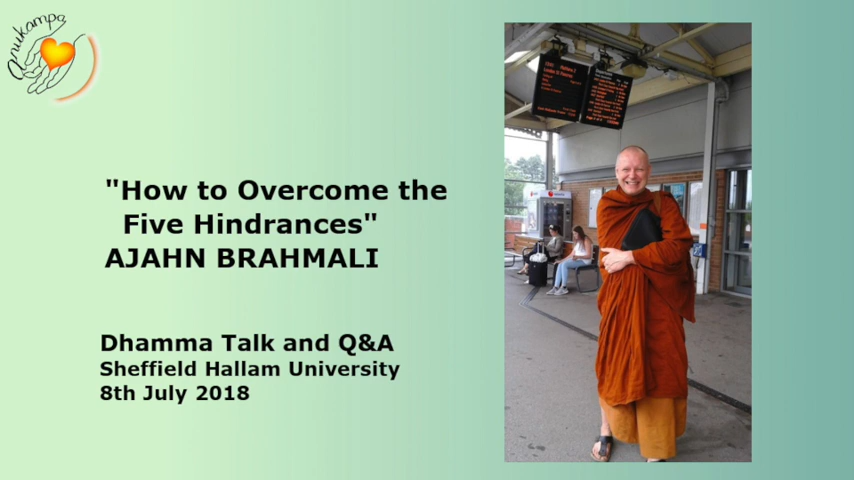 Anukampa
"How to Overcome the
Five Hindrances"
AJAHN BRAHMALI
Dhamma Talk and Q&A
Sheffield Hallam University
8th July 2018